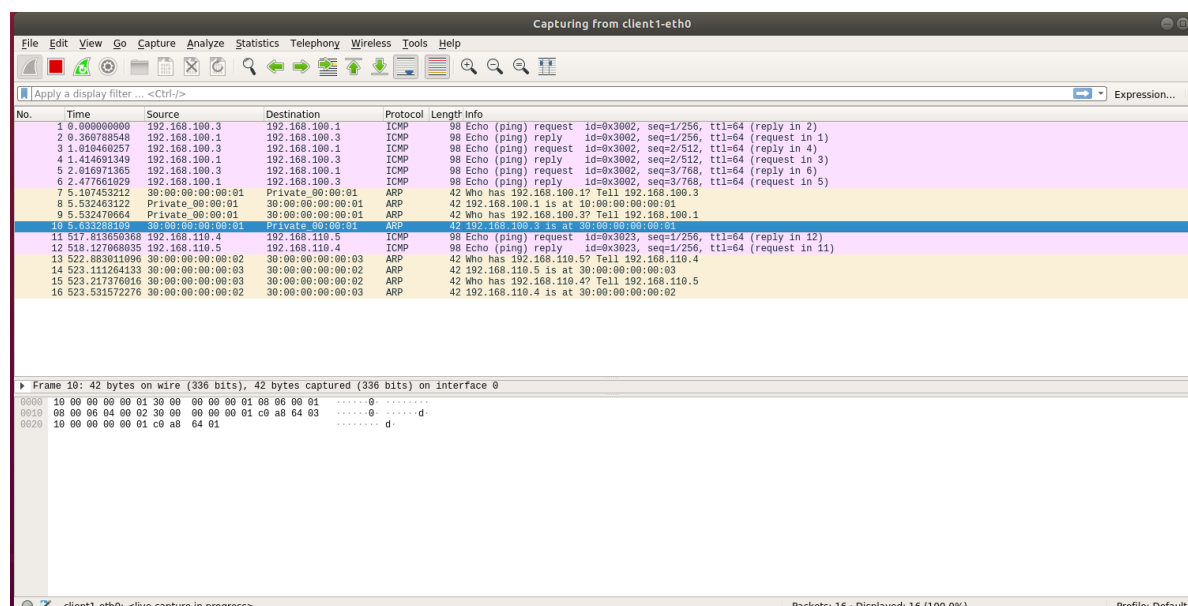 Capturing from client1-eth0
File Edit View Go Capture Analyze Statistics Telephony Wireless Tools Help
Apply a display filter ... <Ctrl-/> Expression...
No. Time Source Destination Protocol Length Info
1 0.000000000 192.168.100.3 192.168.100.1 ICMP 98 Echo (ping) request id=0x3002, seq=1/256, ttl=64 (reply in 2)
2 0.360788548 192.168.100.1 192.168.100.3 ICMP 98 Echo (ping) reply id=0x3002, seq=1/256, ttl=64 (request in 1)
3 1.010460257 192.168.100.3 192.168.100.1 ICMP 98 Echo (ping) request id=0x3002, seq=2/512, ttl=64 (reply in 4)
4 1.414691349 192.168.100.1 192.168.100.3 ICMP 98 Echo (ping) reply id=0x3002, seq=2/512, ttl=64 (request in 3)
5 2.016971365 192.168.100.3 192.168.100.1 ICMP 98 Echo (ping) request id=0x3002, seq=3/768, ttl=64 (reply in 6)
6 2.477661029 192.168.100.1 192.168.100.3 ICMP 98 Echo (ping) reply id=0x3002, seq=3/768, ttl=64 (request in 5)
7 5.107453212 30:00:00:00:00:01 Private_00:00:01 ARP 42 Who has 192.168.100.1? Tell 192.168.100.3
8 5.532463122 Private_00:00:01 30:00:00:00:00:01 ARP 42 192.168.100.1 is at 10:00:00:00:00:01
9 5.532470664 Private_00:00:01 30:00:00:00:00:01 ARP 42 Who has 192.168.100.3? Tell 192.168.100.1
10 5.633288109 30:00:00:00:00:01 Private_00:00:01 ARP 42 192.168.100.3 is at 30:00:00:00:00:01
11 517.813650368 192.168.110.4 192.168.110.5 ICMP 98 Echo (ping) request id=0x3023, seq=1/256, ttl=64 (reply in 12)
12 518.127068035 192.168.110.5 192.168.110.4 ICMP 98 Echo (ping) reply id=0x3023, seq=1/256, ttl=64 (request in 11)
13 522.883011096 30:00:00:00:00:02 30:00:00:00:00:03 ARP 42 Who has 192.168.110.5? Tell 192.168.110.4
14 523.111264133 30:00:00:00:00:03 30:00:00:00:00:02 ARP 42 192.168.110.5 is at 30:00:00:00:00:03
15 523.217376016 30:00:00:00:00:03 30:00:00:00:00:02 ARP 42 Who has 192.168.110.4? Tell 192.168.110.5
16 523.531572276 30:00:00:00:00:02 30:00:00:00:00:03 ARP 42 192.168.110.4 is at 30:00:00:00:00:02
Frame 10: 42 bytes on wire (336 bits), 42 bytes captured (336 bits) on interface 0
0000 10 00 00 00 00 01 30 00 00 00 00 01 08 06 00 01 ······0· ········
0010 08 00 06 04 00 02 30 00 00 00 00 01 c0 a8 64 03 ······0· ······d·
0020 10 00 00 00 00 01 c0 a8 64 01 ········ d·
client1-eth0: <live capture in progress> Packets: 16 · Displayed: 16 (100.0%) Profile: Default